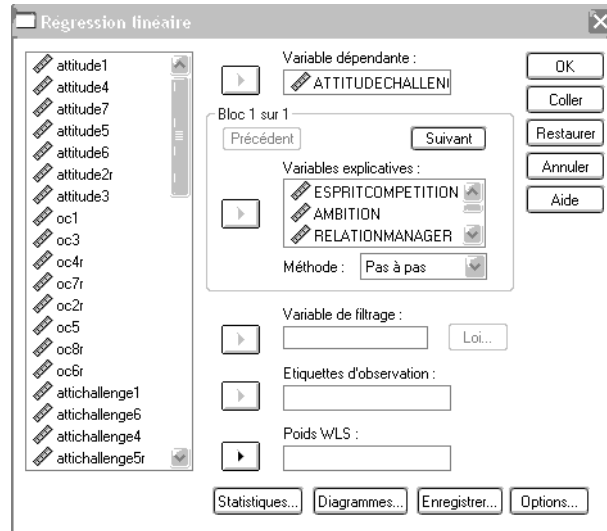 Régression linéaire
attitude1
attitude4
attitude7
attitude5
attitude6
attitude2r
attitude3
oc1
oc3
oc4r
oc7r
oc2r
oc5
oc8r
oc6r
attichallenge1
attichallenge6
attichallenge4
attichallenge5r
Variable dépendante :
ATTITUDECHALLEN
Bloc 1 sur 1
Précédent
Suivant
Variables explicatives :
ESPRITCOMPETITION
AMBITION
RELATIONMANAGER
Méthode :
Pas à pas
Variable de filtrage :
Loi...
Etiquettes d'observation :
Poids WLS :
Statistiques...
Diagrammes...
Enregistrer...
Options...
OK
Coller
Restaurer
Annuler
Aide